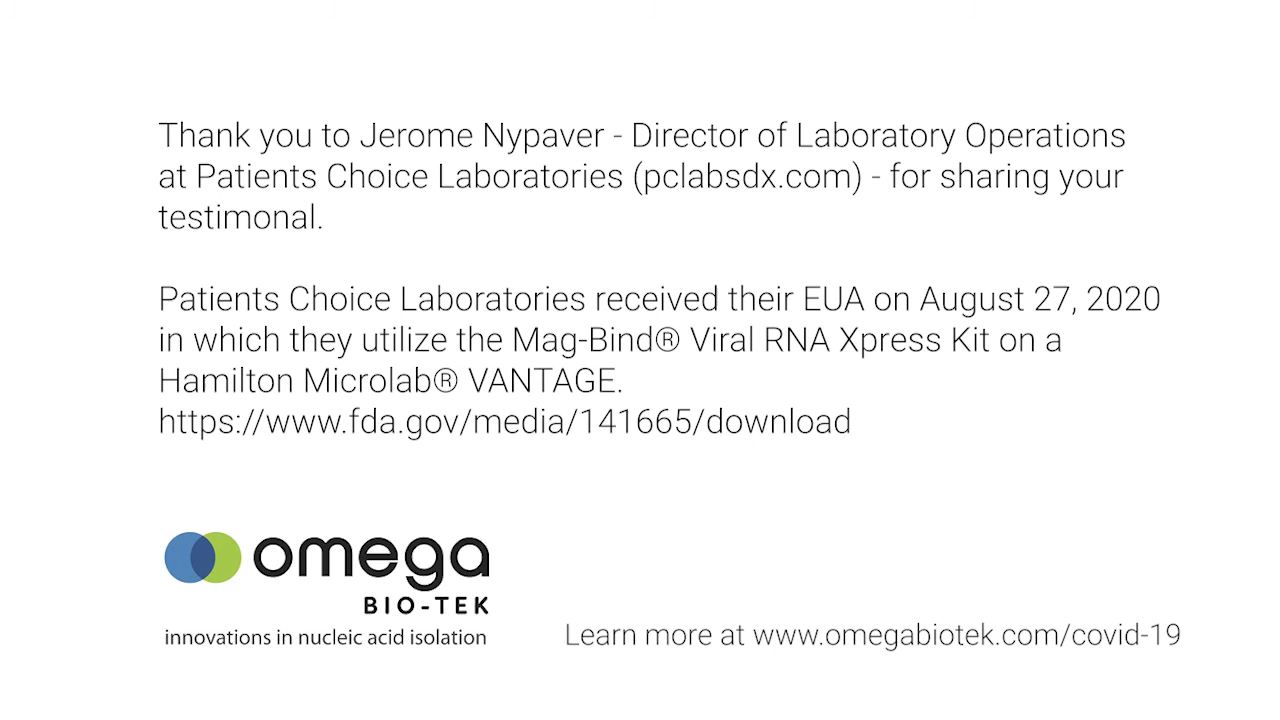 Thank you to Jerome Nypaver - Director of Laboratory Operations
at Patients Choice Laboratories (pclabsdx.com) - for sharing your
testimonal.
Patients Choice Laboratories received their EUA on August 27, 2020
in which they utilize the Mag-Bind® Viral RNA Xpress Kit on a
Hamilton Microlab® VANTAGE.
https://www.fda.gov/media/141665/download
omega
BIO-TEK
innovations in nucleic acid isolation
Learn more at www.omegabiotek.com/covid-19